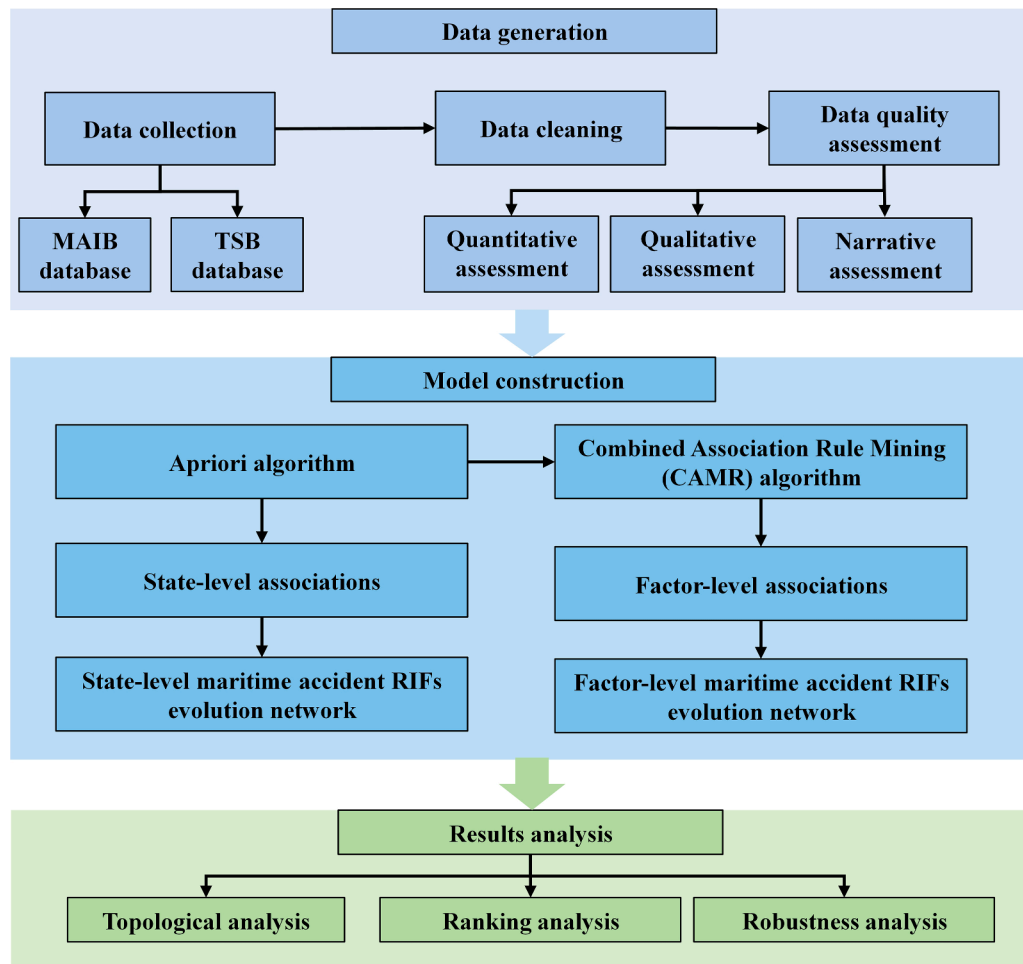 Data generation
Data collection
Data cleaning
Data quality
assessment
MAIB
database
TSB
database
Quantitative
assessment
Qualitative
assessment
Narrative
assessment
Model construction
Apriori algorithm
Combined Association Rule Mining
(CAMR) algorithm
State-level associations
Factor-level associations
State-level maritime accident RIFs
evolution network
Factor-level maritime accident RIFs
evolution network
Results analysis
Topological analysis
Ranking analysis
Robustness analysis